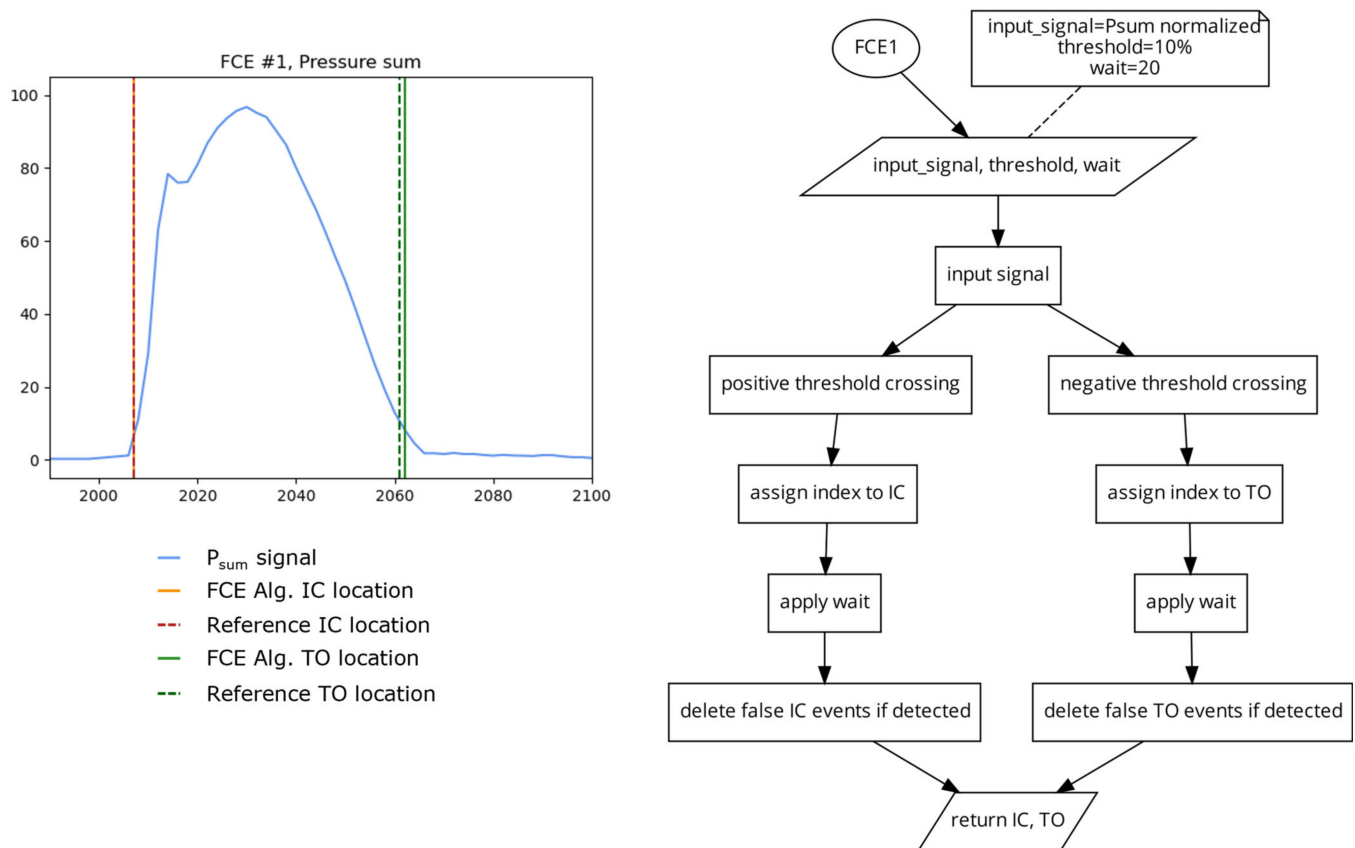 FCE #1, Pressure sum
100
80
60
40
20
0
2000
2020
2040
2060
2080
2100
P_sum signal
FCE Alg. IC location
Reference IC location
FCE Alg. TO location
Reference TO location
FCE1
input_signal=Psum normalized
threshold=10%
wait=20
input_signal, threshold, wait
input signal
positive threshold crossing
negative threshold crossing
assign index to IC
assign index to TO
apply wait
apply wait
delete false IC events if detected
delete false TO events if detected
return IC, TO